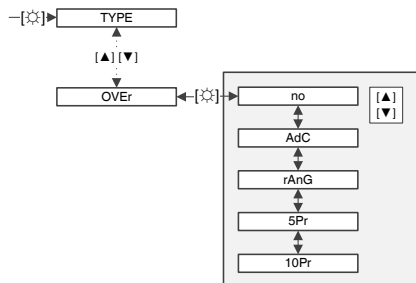 –[☼]
TYPE
[▲] [▼]
OVEr
[☼]
no
[▲]
[▼]
AdC
rAnG
5Pr
10Pr